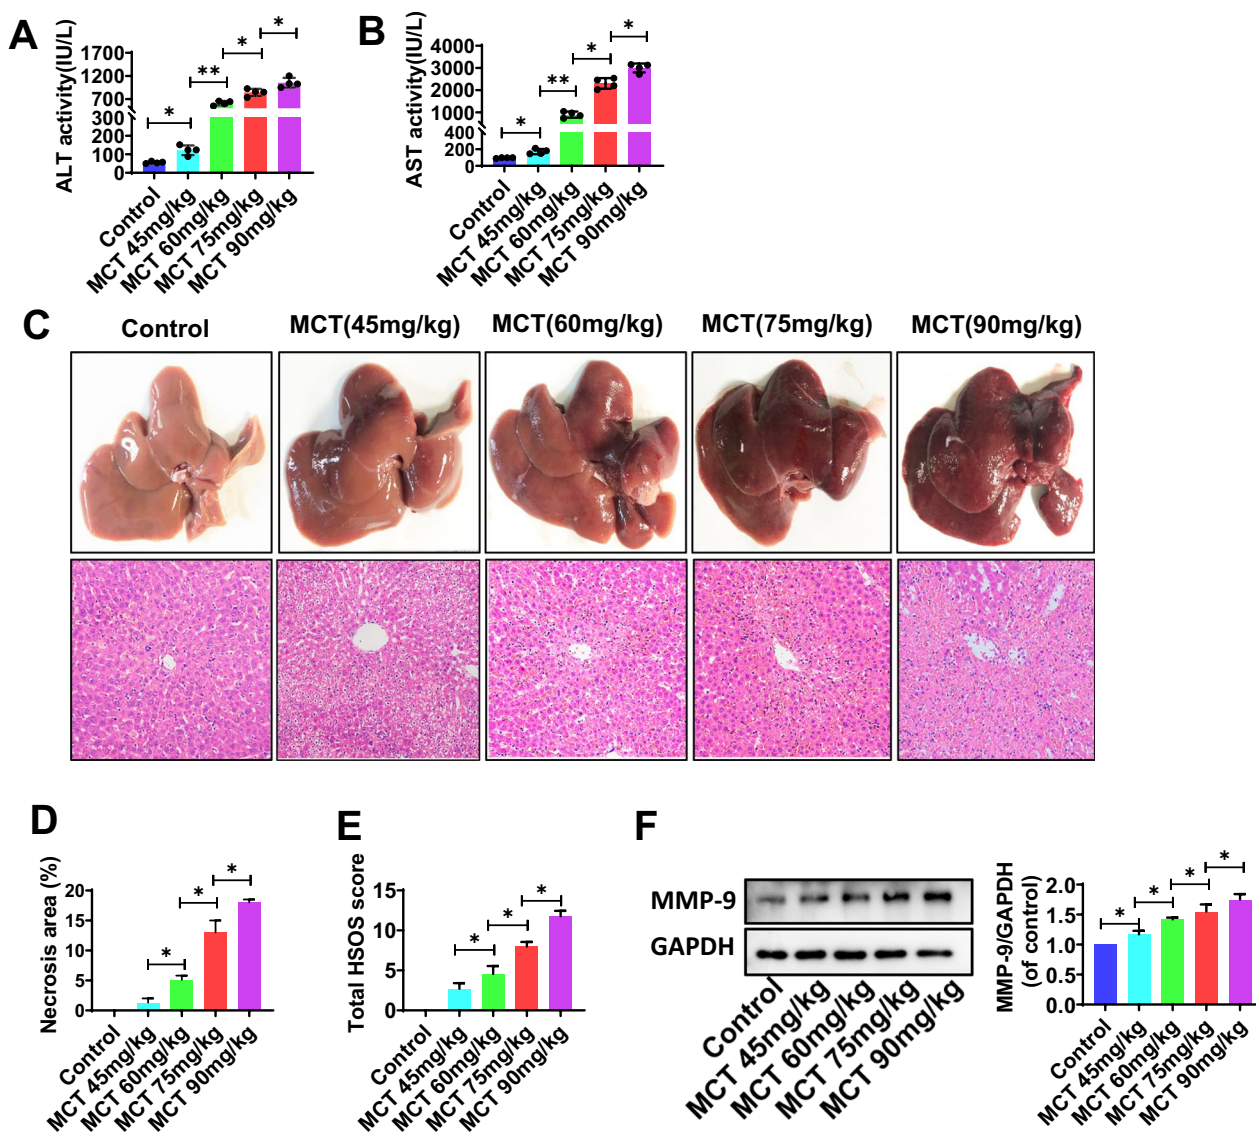 A
ALT activity(IU/L)
1700
1200
700
300
200
100
0
*
**
*
*
Control
MCT 45mg/kg
MCT 60mg/kg
MCT 75mg/kg
MCT 90mg/kg
B
AST activity(IU/L)
4000
3000
2000
1000
400
200
0
*
**
*
*
Control
MCT 45mg/kg
MCT 60mg/kg
MCT 75mg/kg
MCT 90mg/kg
C
Control
MCT(45mg/kg)
MCT(60mg/kg)
MCT(75mg/kg)
MCT(90mg/kg)
D
Necrosis area (%)
20
15
10
5
0
*
*
*
Control
MCT 45mg/kg
MCT 60mg/kg
MCT 75mg/kg
MCT 90mg/kg
E
Total HSOS score
15
10
5
0
*
*
*
Control
MCT 45mg/kg
MCT 60mg/kg
MCT 75mg/kg
MCT 90mg/kg
F
MMP-9
GAPDH
Control
MCT 45mg/kg
MCT 60mg/kg
MCT 75mg/kg
MCT 90mg/kg
MMP-9/GAPDH
(of control)
2.0
1.5
1.0
0.5
0.0
*
*
*
*
Control
MCT 45mg/kg
MCT 60mg/kg
MCT 75mg/kg
MCT 90mg/kg